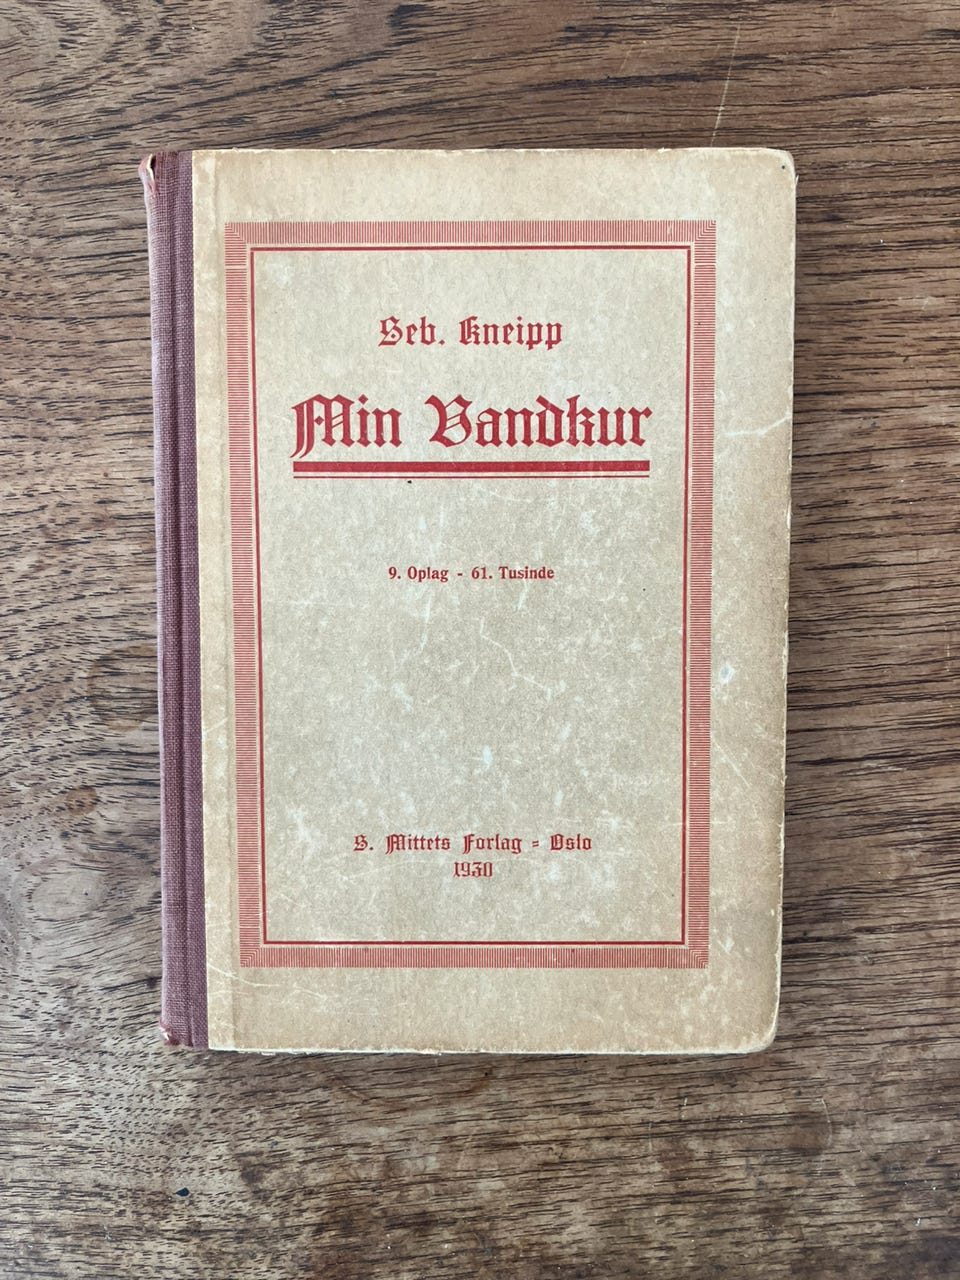 Seb. Kneipp
Min Vandkur
9. Oplag - 61. Tusinde
S. Mittets Forlag - Oslo
1930